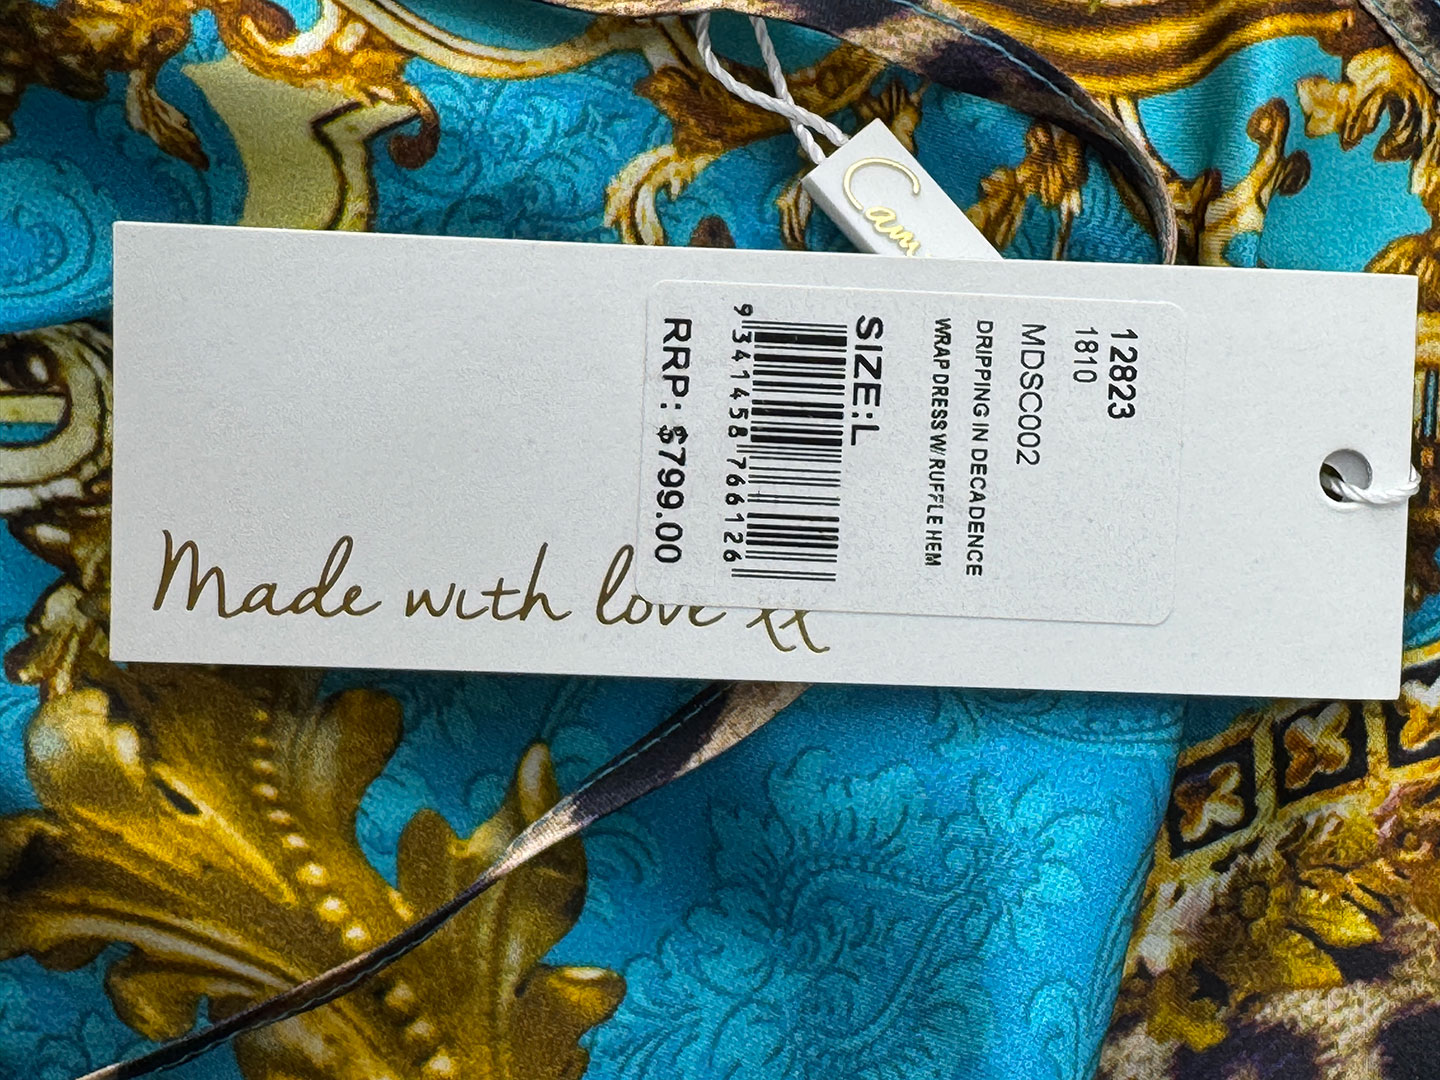 Cam
12823
1810
MDSC002
DRIPPING IN DECADENCE
WRAP DRESS W/ RUFFLE HEM
SIZE:L
9 341458 766126
RRP: $799.00
Made with love xx